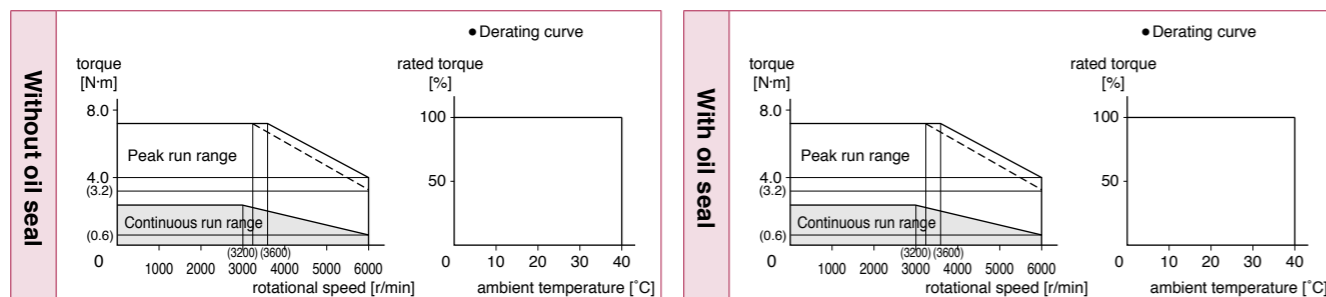 Without oil seal
● Derating curve
torque
[N·m]
8.0
Peak run range
4.0
(3.2)
Continuous run range
(0.6)
0
(3200)
(3600)
1000
2000
3000
4000
5000
6000
rotational speed [r/min]
rated torque
[%]
100
50
0
10
20
30
40
ambient temperature [˚C]
With oil seal
● Derating curve
torque
[N·m]
8.0
Peak run range
4.0
(3.2)
Continuous run range
(0.6)
0
(3200)
(3600)
1000
2000
3000
4000
5000
6000
rotational speed [r/min]
rated torque
[%]
100
50
0
10
20
30
40
ambient temperature [˚C]